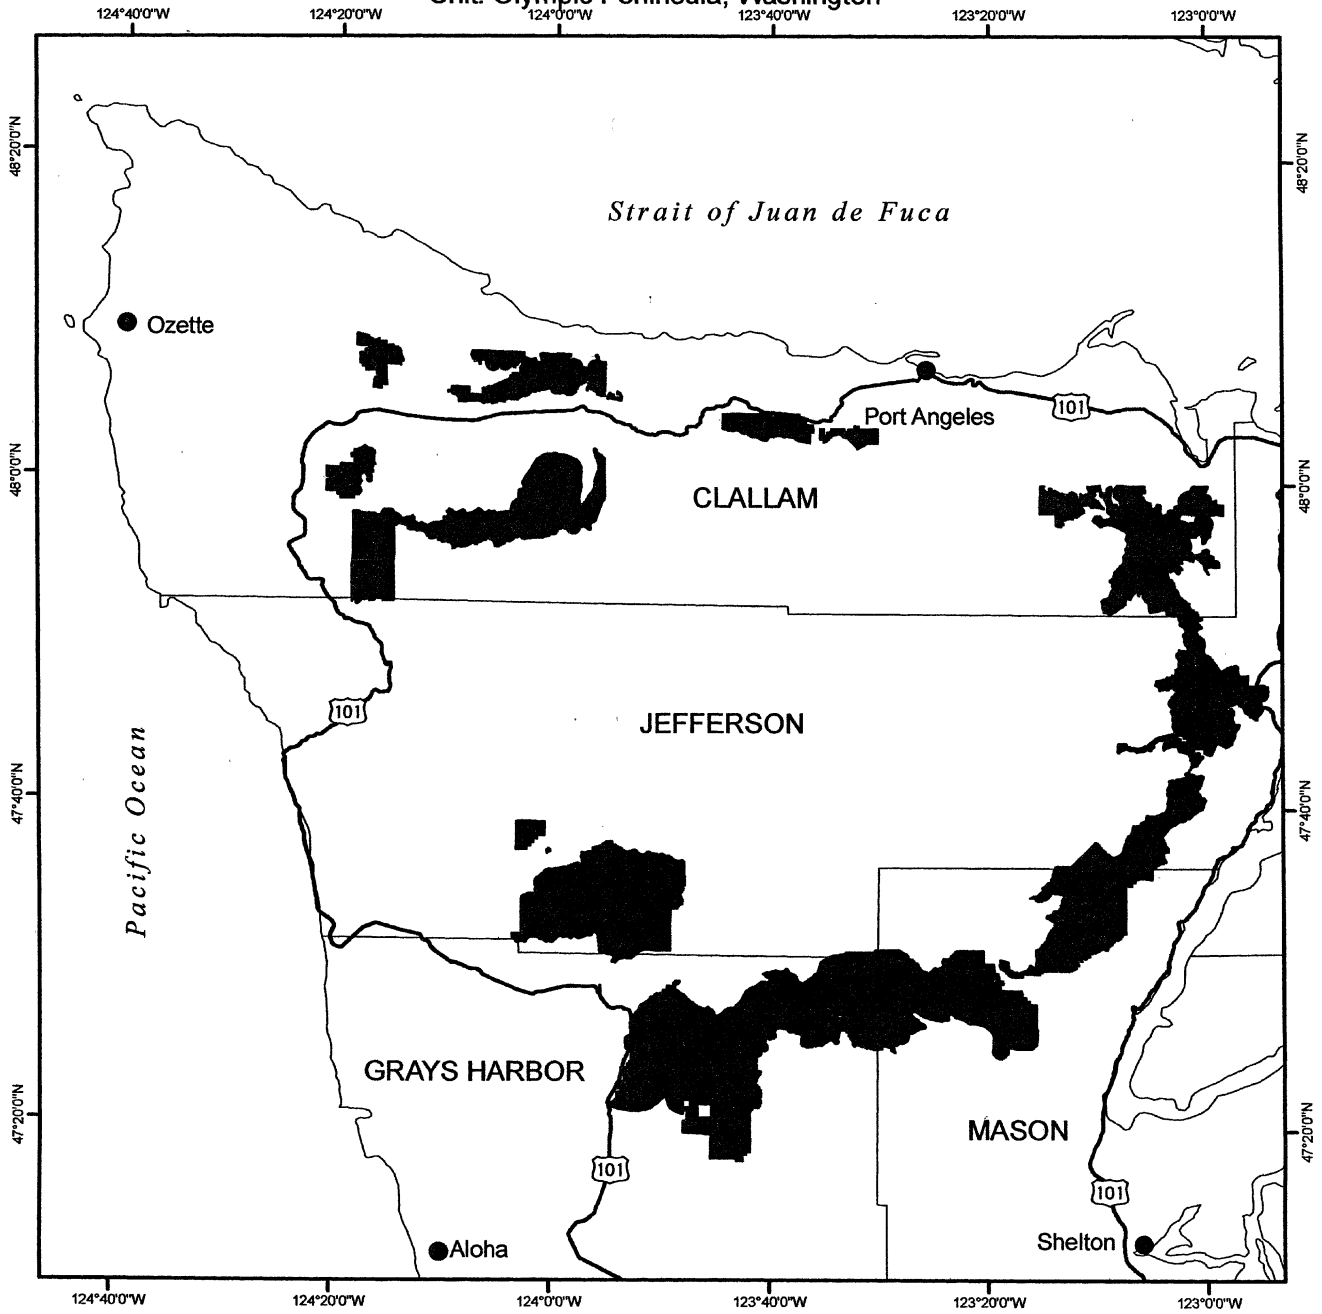 Unit: Olympic Peninsula, Washington
124°40'0"W 124°20'0"W 124°0'0"W 123°40'0"W 123°20'0"W 123°0'0"W
48°20'0"N
48°20'0"N
Strait of Juan de Fuca
Ozette
101
Port Angeles
48°0'0"N
48°0'0"N
CLALLAM
101
JEFFERSON
Pacific Ocean
47°40'0"N
47°40'0"N
GRAYS HARBOR
47°20'0"N
47°20'0"N
MASON
101
101
Shelton
Aloha
124°40'0"W 124°20'0"W 124°0'0"W 123°40'0"W 123°20'0"W 123°0'0"W